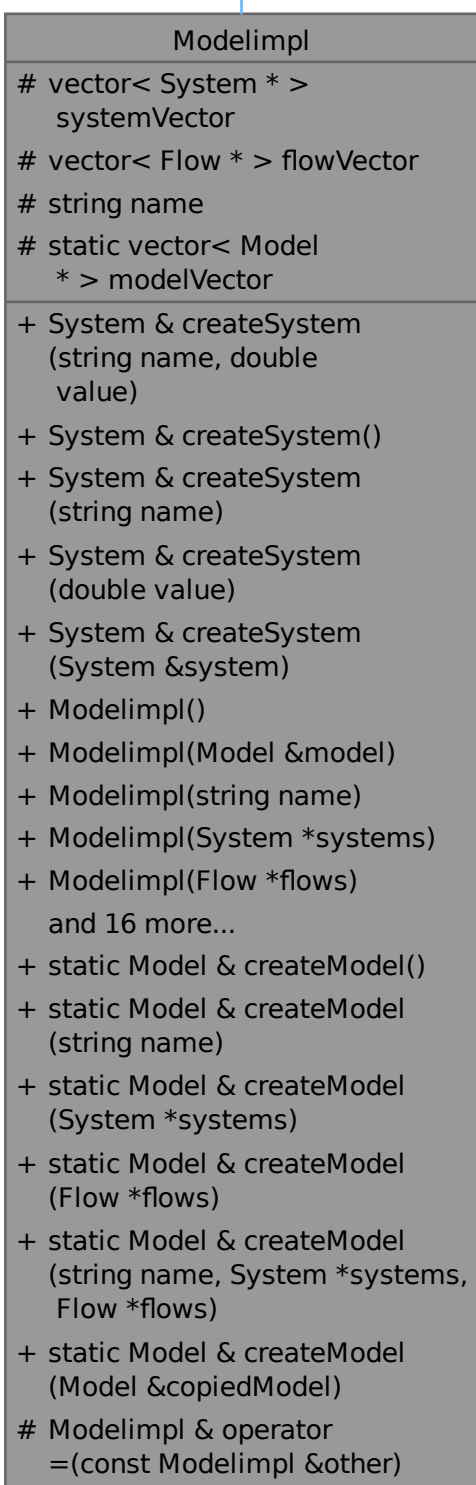 Modelimpl
# vector< System * >
systemVector
# vector< Flow * > flowVector
# string name
# static vector< Model
* > modelVector
+ System & createSystem
(string name, double
value)
+ System & createSystem()
+ System & createSystem
(string name)
+ System & createSystem
(double value)
+ System & createSystem
(System &system)
+ Modelimpl()
+ Modelimpl(Model &model)
+ Modelimpl(string name)
+ Modelimpl(System *systems)
+ Modelimpl(Flow *flows)
and 16 more...
+ static Model & createModel()
+ static Model & createModel
(string name)
+ static Model & createModel
(System *systems)
+ static Model & createModel
(Flow *flows)
+ static Model & createModel
(string name, System *systems,
Flow *flows)
+ static Model & createModel
(Model &copiedModel)
# Modelimpl & operator
=(const Modelimpl &other)